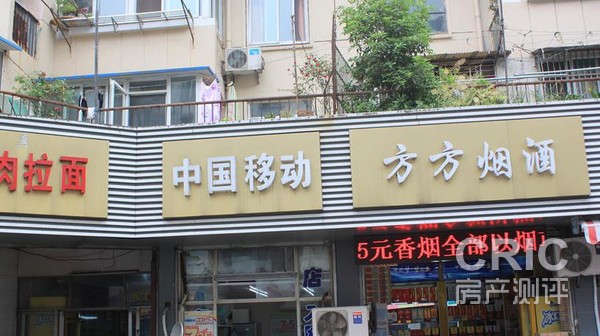 肉拉面
中国移动
方方烟酒
5元香烟全部以烟
店
CRIC
房产测评